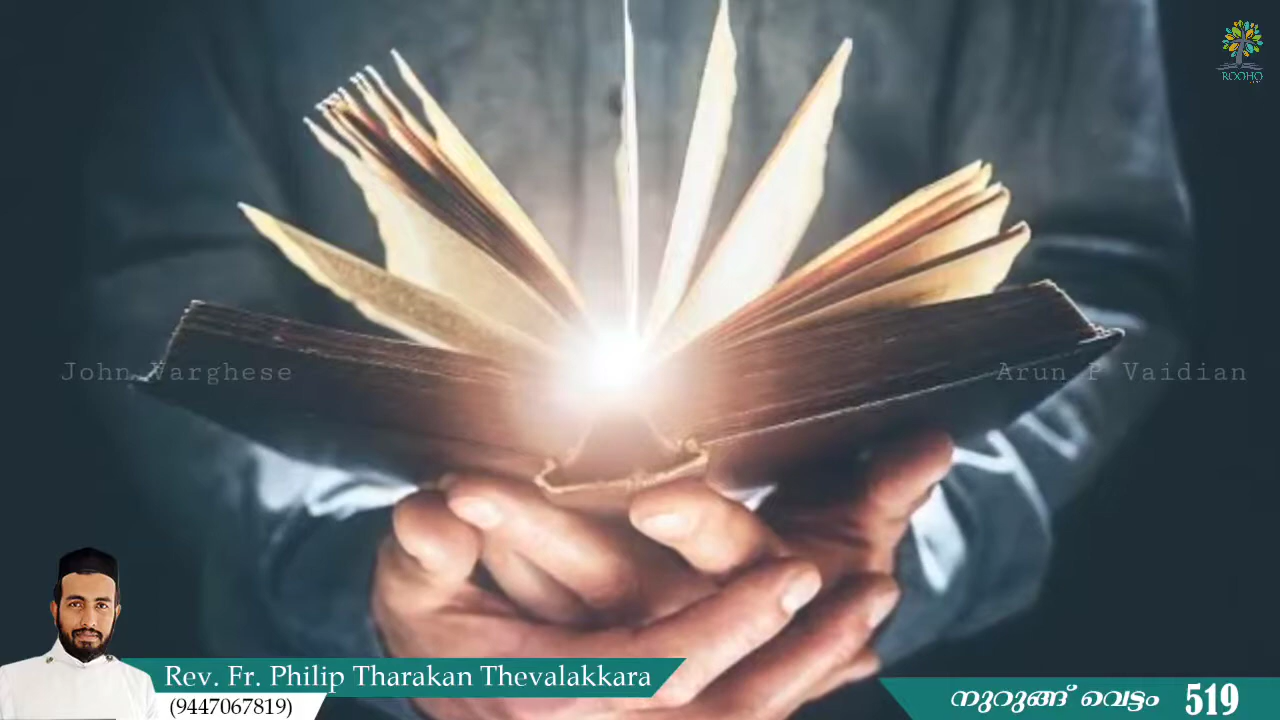 ROOHO
John Varghese
Arun P Vaidian
Rev. Fr. Philip Tharakan Thevalakkara
(9447067819)
നുറുങ്ങ് വെട്ടം 519